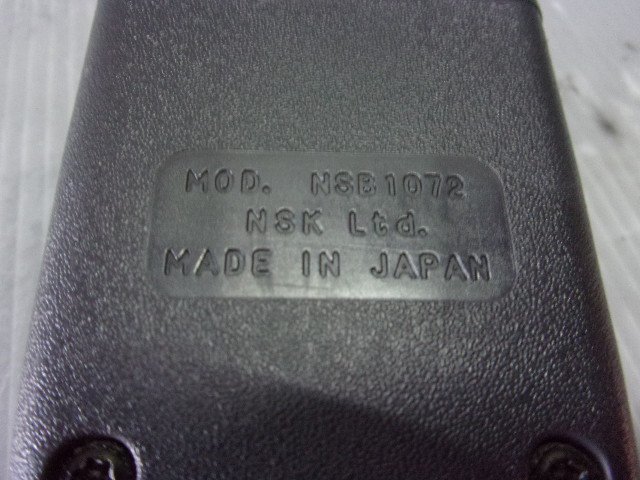 MOD. NSB1072
NSK Ltd.
MADE IN JAPAN